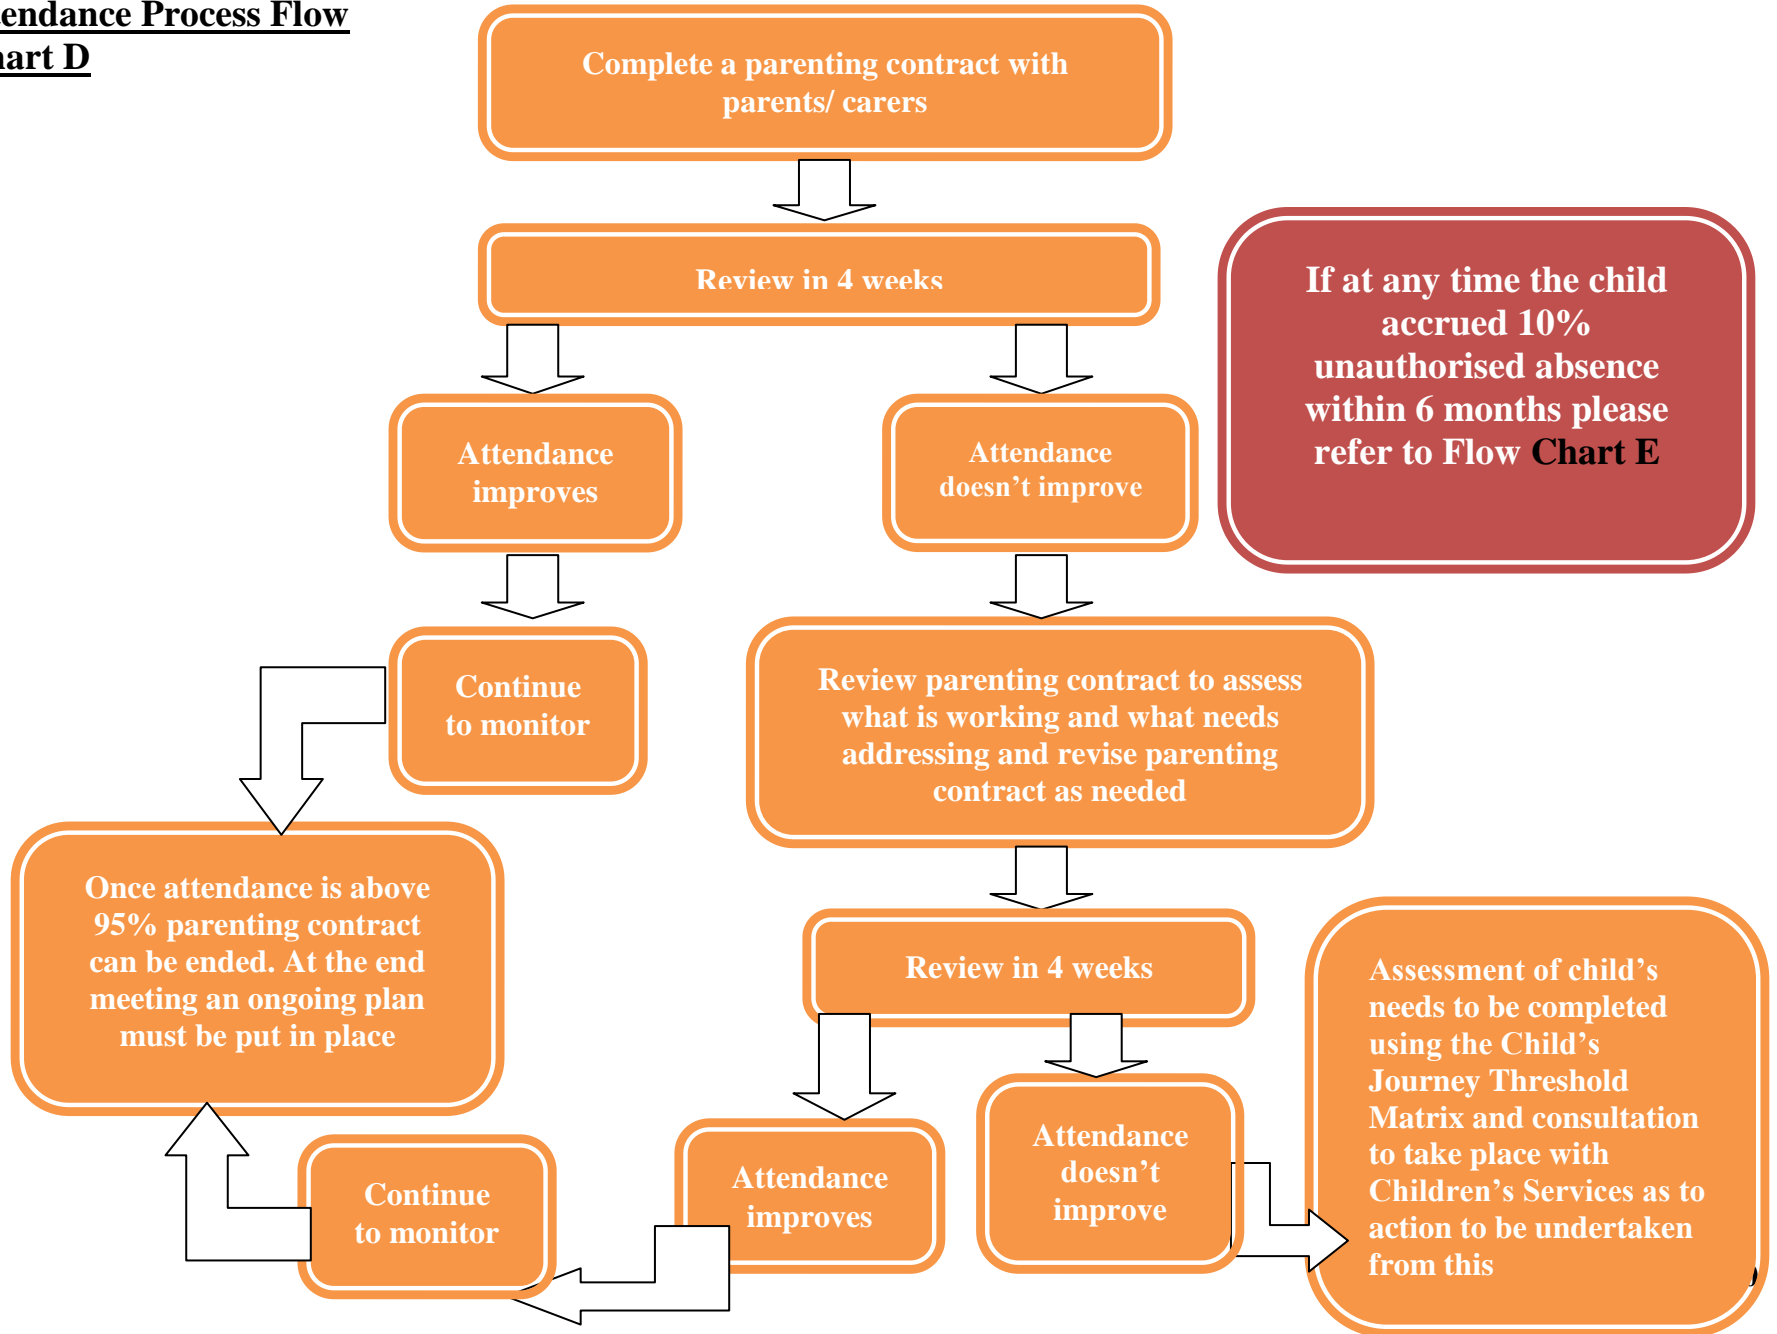 tendance Process Flow
hart D
Complete a parenting contract with
parents/ carers
Review in 4 weeks
If at any time the child
accrued 10%
unauthorised absence
within 6 months please
refer to Flow Chart E
Attendance
improves
Attendance
doesn’t improve
Continue
to monitor
Review parenting contract to assess
what is working and what needs
addressing and revise parenting
contract as needed
Once attendance is above
95% parenting contract
can be ended. At the end
meeting an ongoing plan
must be put in place
Review in 4 weeks
Assessment of child’s
needs to be completed
using the Child’s
Journey Threshold
Matrix and consultation
to take place with
Children’s Services as to
action to be undertaken
from this
Attendance
doesn’t
improve
Attendance
improves
Continue
to monitor